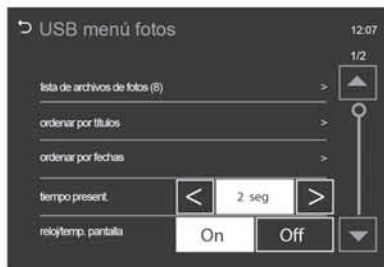 USB menú fotos
12:07
1/2
lista de archivos de fotos (8) >
ordenar por títulos >
ordenar por fechas >
tiempo present. < 2 seg >
reloj/temp. pantalla On Off